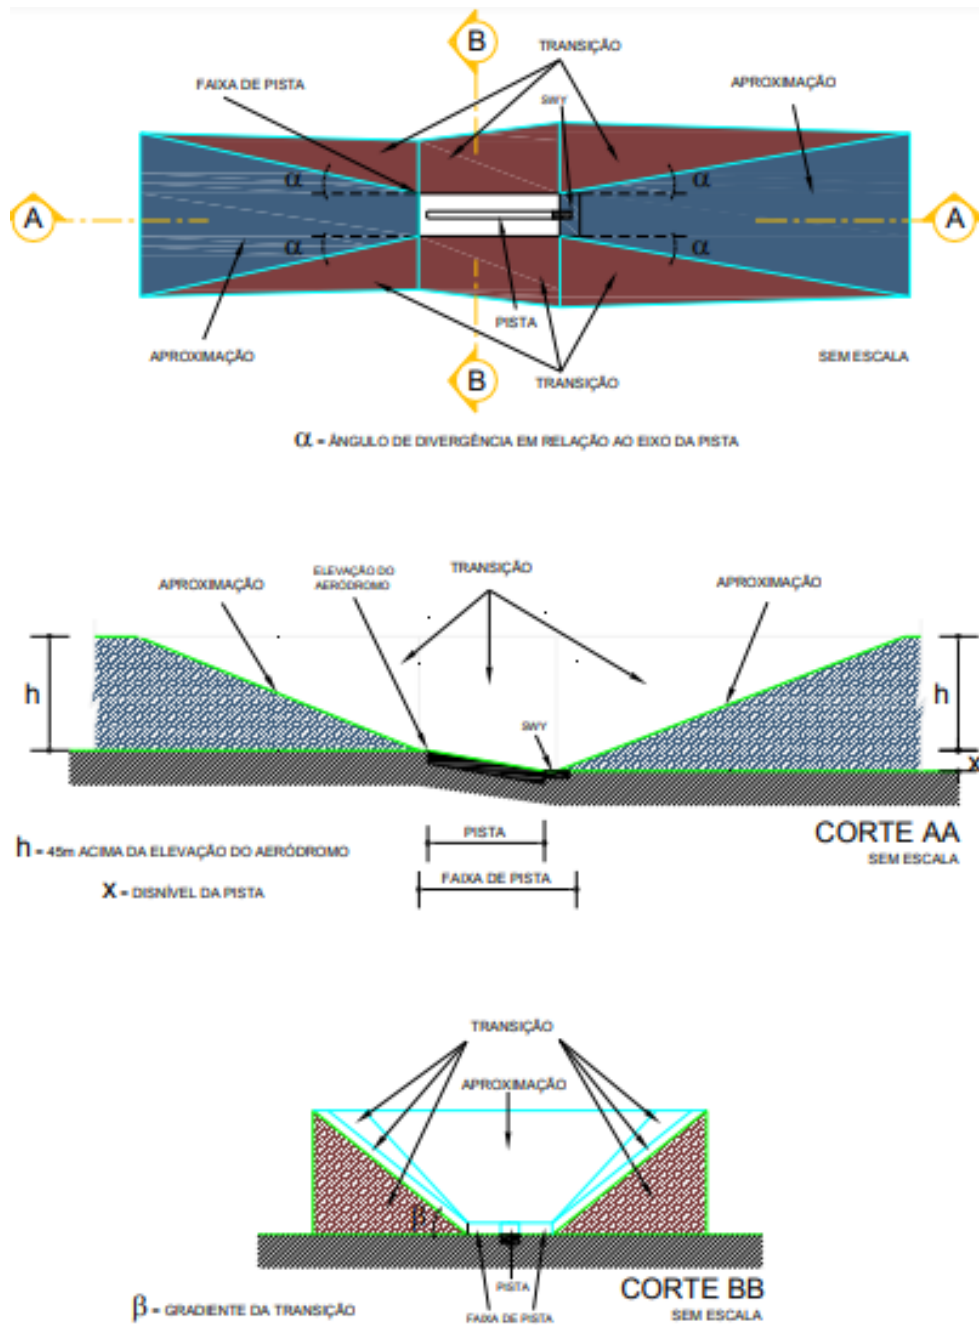 B
TRANSIÇÃO
FAIXA DE PISTA
SWY
APROXIMAÇÃO
α
α
A
A
α
α
PISTA
APROXIMAÇÃO
SEM ESCALA
B
TRANSIÇÃO
α = ÂNGULO DE DIVERGÊNCIA EM RELAÇÃO AO EIXO DA PISTA
ELEVAÇÃO DO
AERÓDROMO
TRANSIÇÃO
APROXIMAÇÃO
APROXIMAÇÃO
h
h
SWY
X
PISTA
CORTE AA
h = 45m ACIMA DA ELEVAÇÃO DO AERÓDROMO
SEM ESCALA
FAIXA DE PISTA
X = DISNÍVEL DA PISTA
TRANSIÇÃO
APROXIMAÇÃO
β
PISTA
CORTE BB
β = GRADIENTE DA TRANSIÇÃO
FAIXA DE PISTA
SEM ESCALA